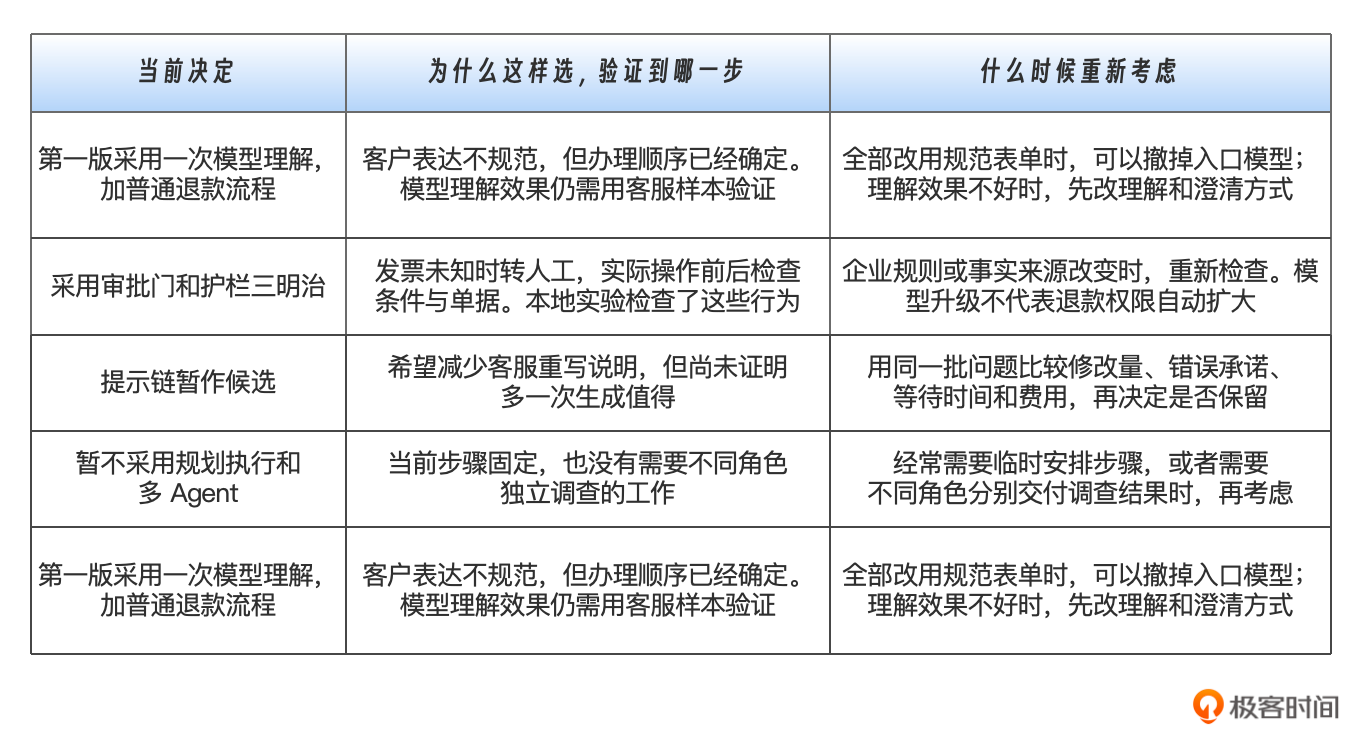 当前决定
为什么这样选，验证到哪一步
什么时候重新考虑
第一版采用一次模型理解，
加普通退款流程
客户表达不规范，但办理顺序已经确定。
模型理解效果仍需用客服样本验证
全部改用规范表单时，可以撤掉入口模型；
理解效果不好时，先改理解和澄清方式
采用审批门和护栏三明治
发票未知时转人工，实际操作前后检查
条件与单据。本地实验检查了这些行为
企业规则或事实来源改变时，重新检查。模
型升级不代表退款权限自动扩大
提示链暂作候选
希望减少客服重写说明，但尚未证明
多一次生成值得
用同一批问题比较修改量、错误承诺、
等待时间和费用，再决定是否保留
暂不采用规划执行和
多 Agent
当前步骤固定，也没有需要不同角色
独立调查的工作
经常需要临时安排步骤，或者需要
不同角色分别交付调查结果时，再考虑
第一版采用一次模型理解，
加普通退款流程
客户表达不规范，但办理顺序已经确定。
模型理解效果仍需用客服样本验证
全部改用规范表单时，可以撤掉入口模型；
理解效果不好时，先改理解和澄清方式
极客时间